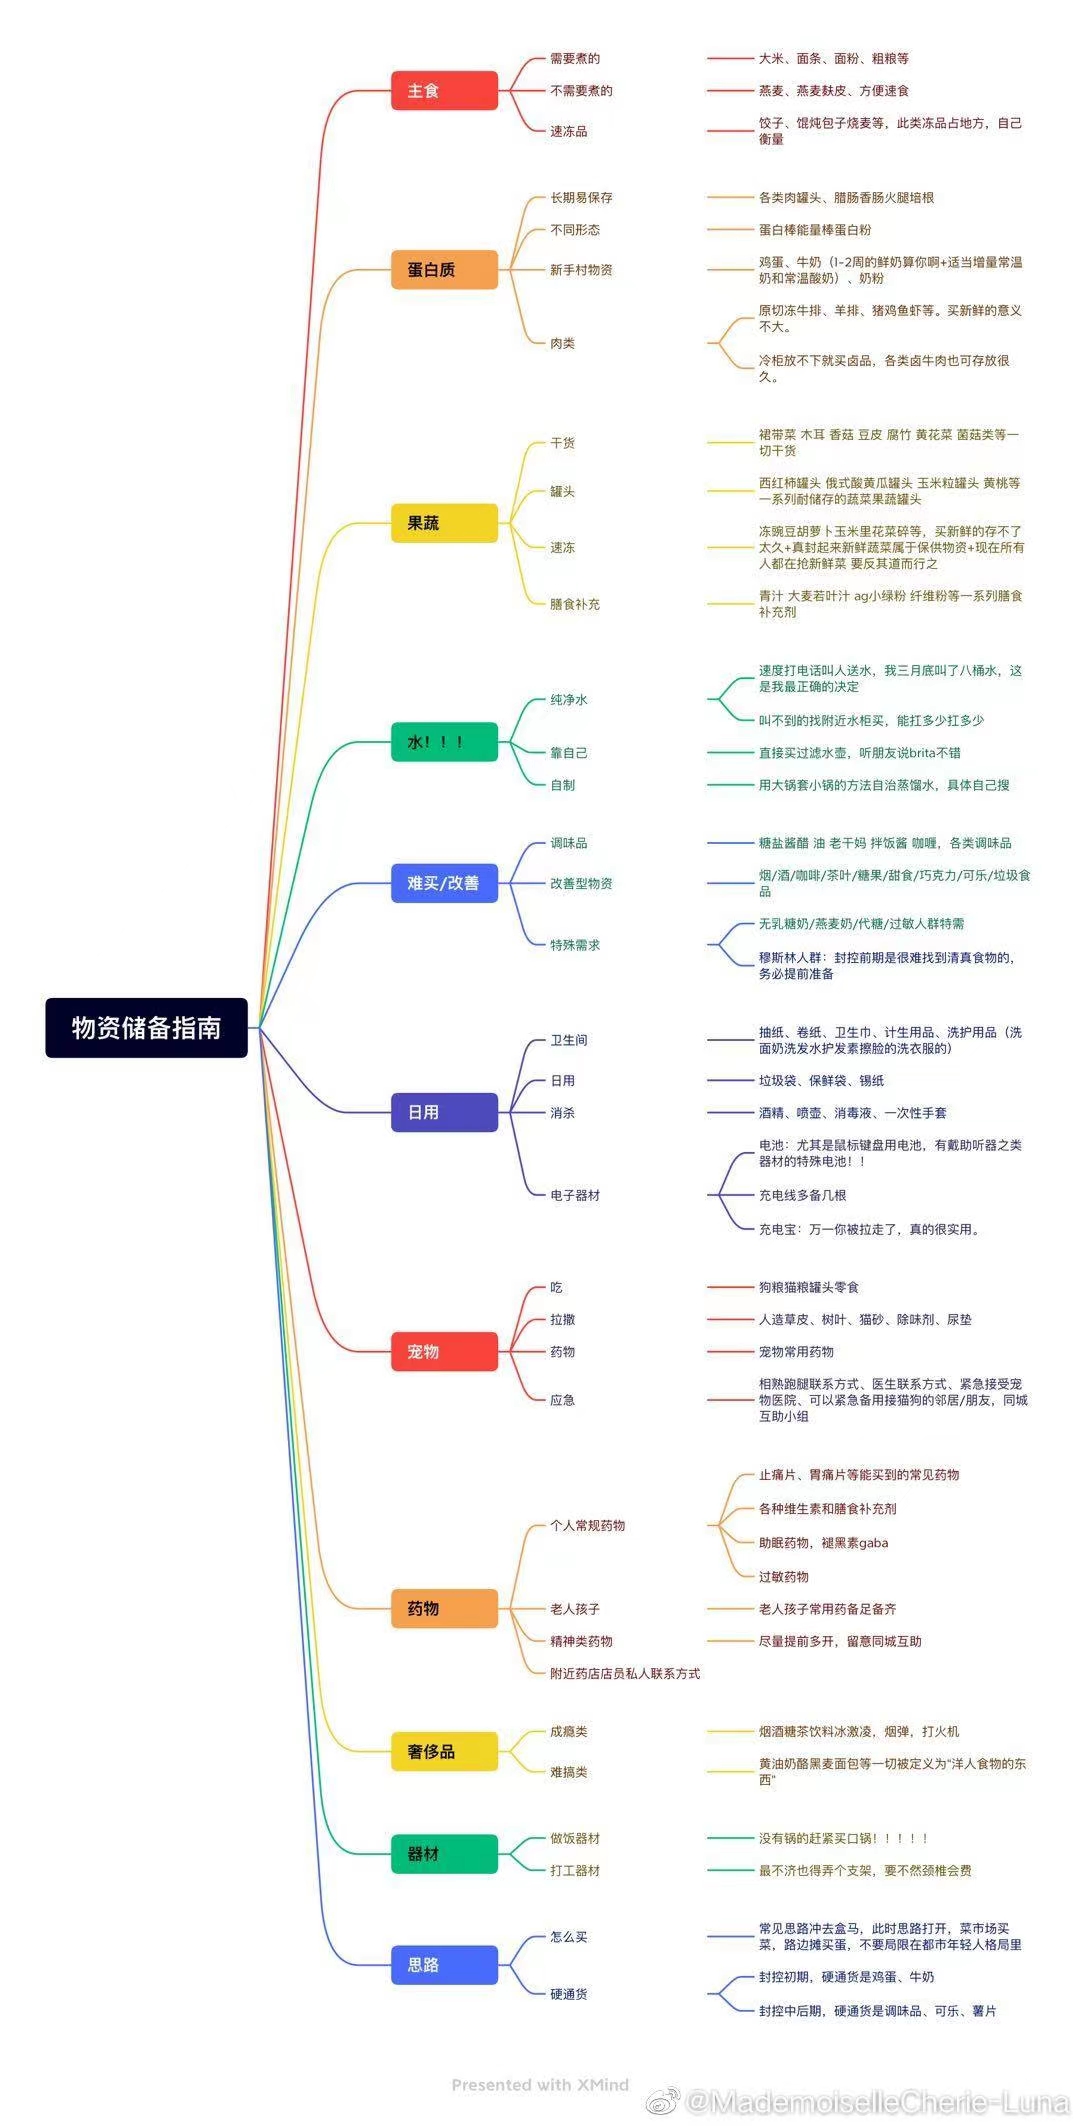 物资储备指南
主食
需要煮的
大米、面条、面粉、粗粮等
不需要煮的
燕麦、燕麦麸皮、方便速食
速冻品
饺子、馄炖包子烧麦等，此类冻品占地方，自己
衡量
蛋白质
长期易保存
各类肉罐头、腊肠香肠火腿培根
不同形态
蛋白棒能量棒蛋白粉
新手村物资
鸡蛋、牛奶（1-2周的鲜奶算你啊+适当增量常温
奶和常温酸奶）、奶粉
肉类
原切冻牛排、羊排、猪鸡鱼虾等。买新鲜的意义
不大。
冷柜放不下就买卤品，各类卤牛肉也可存放很
久。
果蔬
干货
裙带菜 木耳 香菇 豆皮 腐竹 黄花菜 菌菇类等一
切干货
罐头
西红柿罐头 俄式酸黄瓜罐头 玉米粒罐头 黄桃等
一系列耐储存的蔬菜果蔬罐头
速冻
冻豌豆胡萝卜玉米里花菜碎等，买新鲜的存不了
太久+真封起来新鲜蔬菜属于保供物资+现在所有
人都在抢新鲜菜 要反其道而行之
膳食补充
青汁 大麦若叶汁 ag小绿粉 纤维粉等一系列膳食
补充剂
水！！！
纯净水
速度打电话叫人送水，我三月底叫了八桶水，这
是我最正确的决定
叫不到的找附近水柜买，能扛多少扛多少
靠自己
直接买过滤水壶，听朋友说brita不错
自制
用大锅套小锅的方法自治蒸馏水，具体自己搜
难买/改善
调味品
糖盐酱醋 油 老干妈 拌饭酱 咖喱，各类调味品
改善型物资
烟/酒/咖啡/茶叶/糖果/甜食/巧克力/可乐/垃圾食
品
特殊需求
无乳糖奶/燕麦奶/代糖/过敏人群特需
穆斯林人群：封控前期是很难找到清真食物的，
务必提前准备
日用
卫生间
抽纸、卷纸、卫生巾、计生用品、洗护用品（洗
面奶洗发水护发素擦脸的洗衣服的）
日用
垃圾袋、保鲜袋、锡纸
消杀
酒精、喷壶、消毒液、一次性手套
电子器材
电池：尤其是鼠标键盘用电池，有戴助听器之类
器材的特殊电池！！
充电线多备几根
充电宝：万一你被拉走了，真的很实用。
宠物
吃
狗粮猫粮罐头零食
拉撒
人造草皮、树叶、猫砂、除味剂、尿垫
药物
宠物常用药物
应急
相熟跑腿联系方式、医生联系方式、紧急接受宠
物医院、可以紧急备用接猫狗的邻居/朋友，同城
互助小组
药物
个人常规药物
止痛片、胃痛片等能买到的常见药物
各种维生素和膳食补充剂
助眠药物，褪黑素gaba
过敏药物
老人孩子
老人孩子常用药备足备齐
精神类药物
尽量提前多开，留意同城互助
附近药店店员私人联系方式
奢侈品
成瘾类
烟酒糖茶饮料冰激凌，烟弹，打火机
难搞类
黄油奶酪黑麦面包等一切被定义为“洋人食物的东
西”
器材
做饭器材
没有锅的赶紧买口锅！！！！！
打工器材
最不济也得弄个支架，要不然颈椎会费
思路
怎么买
常见思路冲去盒马，此时思路打开，菜市场买
菜，路边摊买蛋，不要局限在都市年轻人格局里
硬通货
封控初期，硬通货是鸡蛋、牛奶
封控中后期，硬通货是调味品、可乐、薯片
Presented with XMind
@MademoiselleCherie-Luna